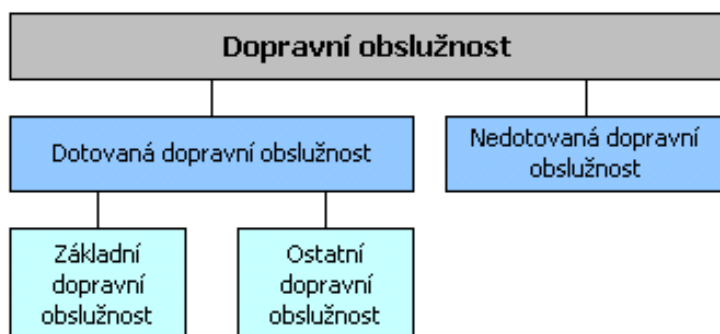 Dopravní obslužnost
Dotovaná dopravní obslužnost
Nedotovaná dopravní
obslužnost
Základní
dopravní
obslužnost
Ostatní
dopravní
obslužnost